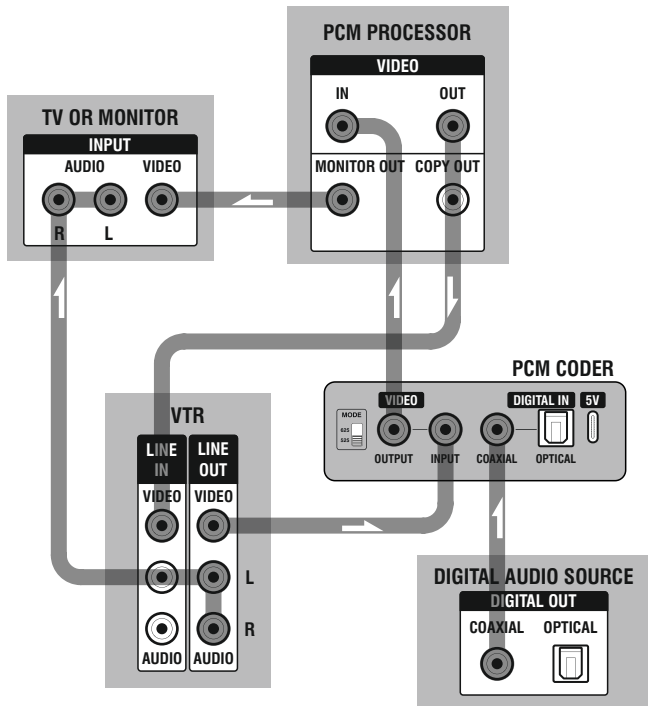 PCM PROCESSOR
VIDEO
IN
OUT
MONITOR OUT
COPY OUT
TV OR MONITOR
INPUT
AUDIO
VIDEO
R
L
PCM CODER
VIDEO
DIGITAL IN
5V
MODE
625
525
OUTPUT
INPUT
COAXIAL
OPTICAL
VTR
LINE IN
LINE OUT
VIDEO
VIDEO
L
R
AUDIO
AUDIO
DIGITAL AUDIO SOURCE
DIGITAL OUT
COAXIAL
OPTICAL